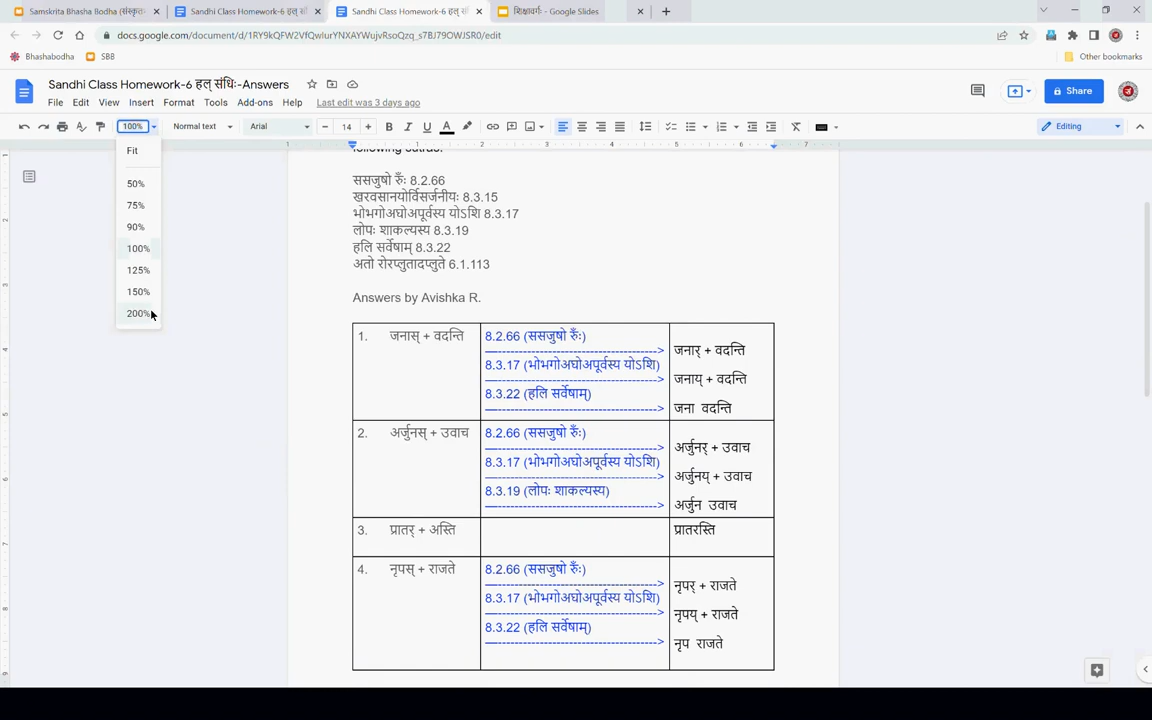 Samskrita Bhasha Bodha (संस्कृत
Sandhi Class Homework-6 हल् सं
Sandhi Class Homework-6 हल् सं
शिक्षावर्गः - Google Slides
docs.google.com/document/d/1RY9kQFW2VfQwIurYNXAYWujvRsoQzq_s7BJ79OWJSR0/edit
Bhashabodha
SBB
Other bookmarks
Sandhi Class Homework-6 हल् संधिः-Answers
File Edit View Insert Format Tools Add-ons Help Last edit was 3 days ago
Share
100% Normal text Arial 14 Editing
Fit
50%
75%
90%
100%
125%
150%
200%
following sutras:
ससजुषो रुँः 8.2.66
खरवसानयोर्विसर्जनीयः 8.3.15
भोभगोअघोअपूर्वस्य योऽशि 8.3.17
लोपः शाकल्यस्य 8.3.19
हलि सर्वेषाम् 8.3.22
अतो रोरप्लुतादप्लुते 6.1.113
Answers by Avishka R.
1. जनास् + वदन्ति
8.2.66 (ससजुषो रुँः)
—------------------------------------->
8.3.17 (भोभगोअघोअपूर्वस्य योऽशि)
—------------------------------------->
8.3.22 (हलि सर्वेषाम्)
—------------------------------------->
जनार् + वदन्ति
जनाय् + वदन्ति
जना वदन्ति
2. अर्जुनस् + उवाच
8.2.66 (ससजुषो रुँः)
—------------------------------------->
8.3.17 (भोभगोअघोअपूर्वस्य योऽशि)
—------------------------------------->
8.3.19 (लोपः शाकल्यस्य)
—------------------------------------->
अर्जुनर् + उवाच
अर्जुनय् + उवाच
अर्जुन उवाच
3. प्रातर् + अस्ति
प्रातरस्ति
4. नृपस् + राजते
8.2.66 (ससजुषो रुँः)
—------------------------------------->
8.3.17 (भोभगोअघोअपूर्वस्य योऽशि)
—------------------------------------->
8.3.22 (हलि सर्वेषाम्)
—------------------------------------->
नृपर् + राजते
नृपय् + राजते
नृप राजते